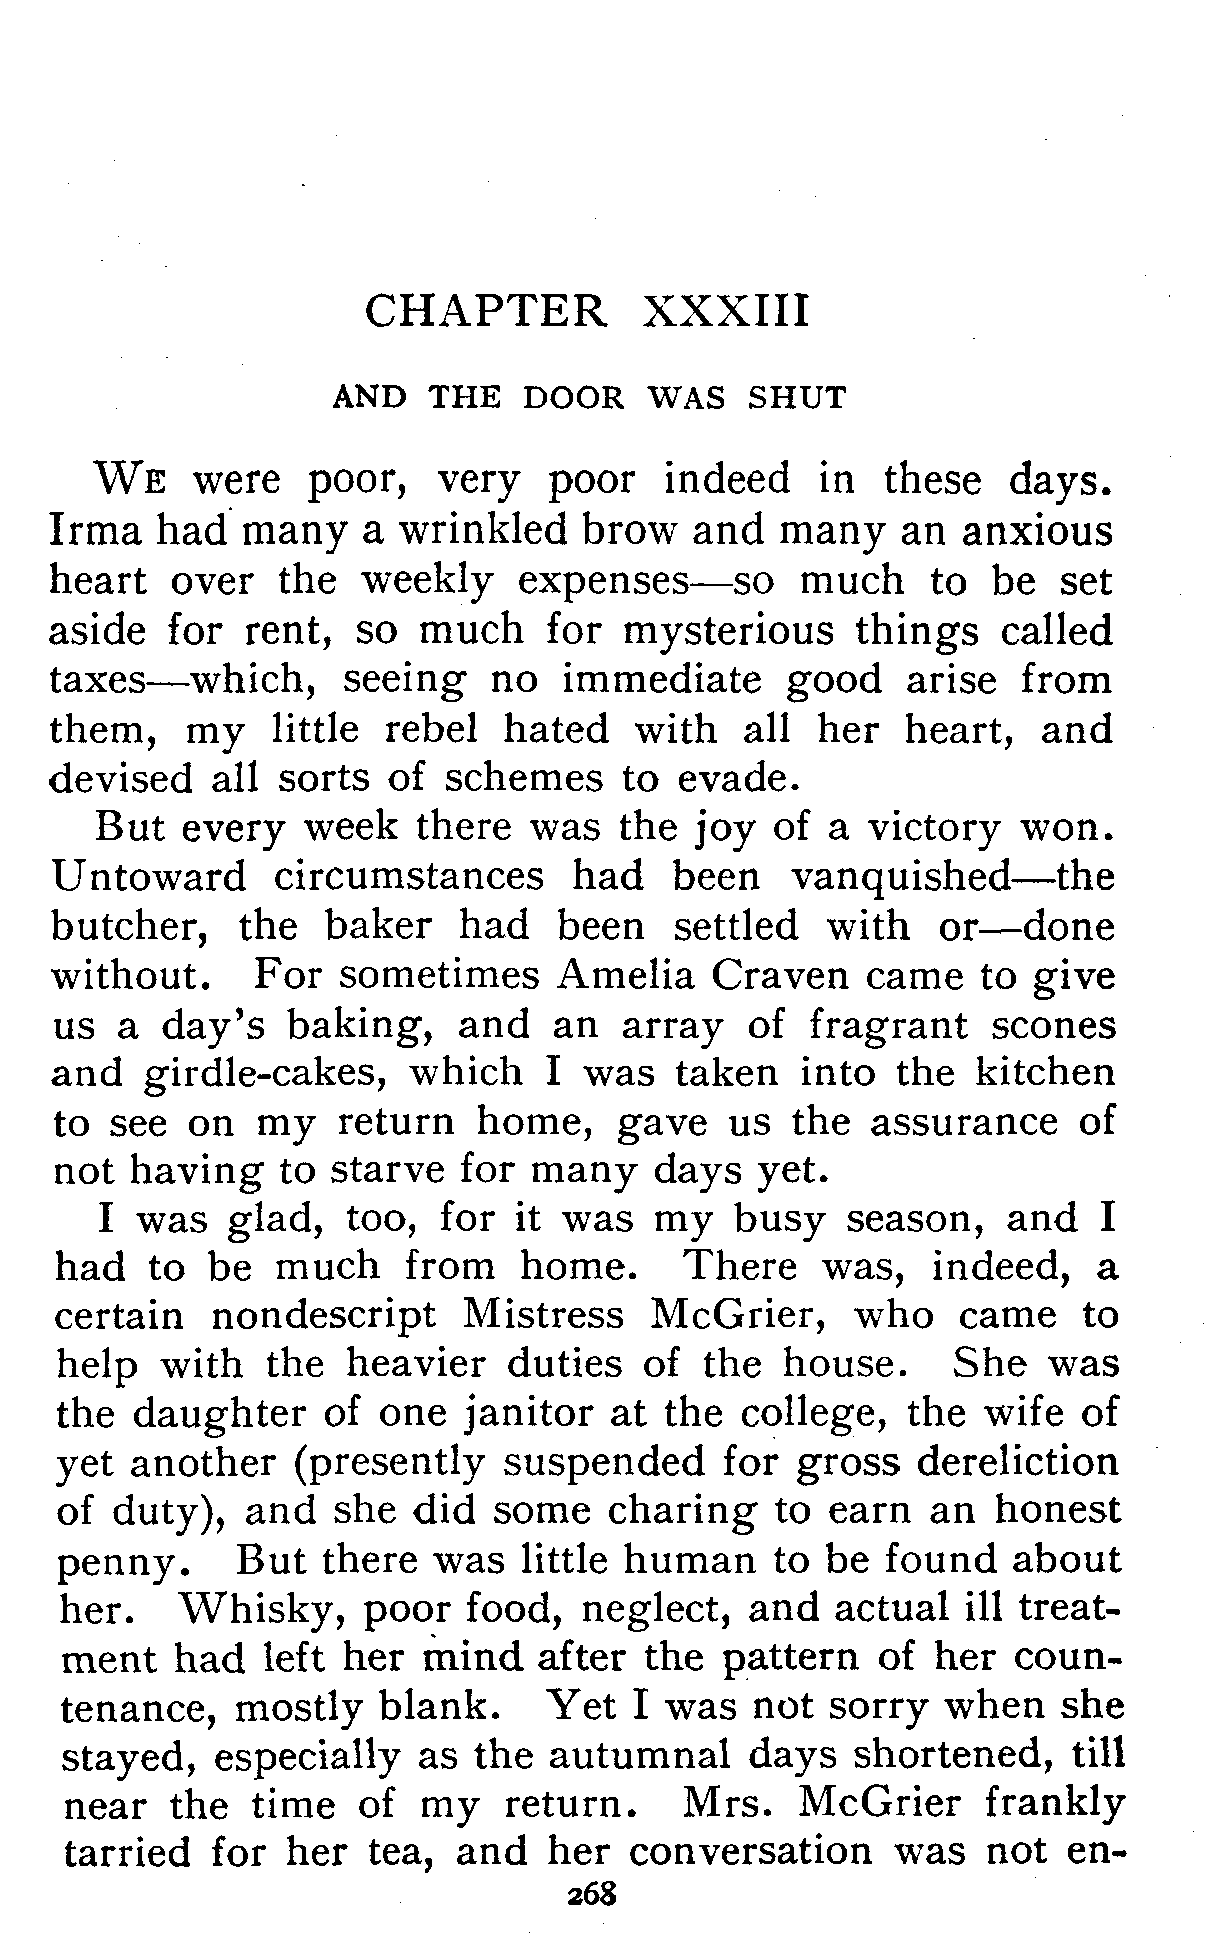 CHAPTER XXXIII
AND THE DOOR WAS SHUT
WE were poor, very poor indeed in these days.
Irma had many a wrinkled brow and many an anxious
heart over the weekly expenses—so much to be set
aside for rent, so much for mysterious things called
taxes—which, seeing no immediate good arise from
them, my little rebel hated with all her heart, and
devised all sorts of schemes to evade.
But every week there was the joy of a victory won.
Untoward circumstances had been vanquished—the
butcher, the baker had been settled with or—done
without. For sometimes Amelia Craven came to give
us a day's baking, and an array of fragrant scones
and girdle-cakes, which I was taken into the kitchen
to see on my return home, gave us the assurance of
not having to starve for many days yet.
I was glad, too, for it was my busy season, and I
had to be much from home. There was, indeed, a
certain nondescript Mistress McGrier, who came to
help with the heavier duties of the house. She was
the daughter of one janitor at the college, the wife of
yet another (presently suspended for gross dereliction
of duty), and she did some charing to earn an honest
penny. But there was little human to be found about
her. Whisky, poor food, neglect, and actual ill treat-
ment had left her mind after the pattern of her coun-
tenance, mostly blank. Yet I was not sorry when she
stayed, especially as the autumnal days shortened, till
near the time of my return. Mrs. McGrier frankly
tarried for her tea, and her conversation was not en-
268